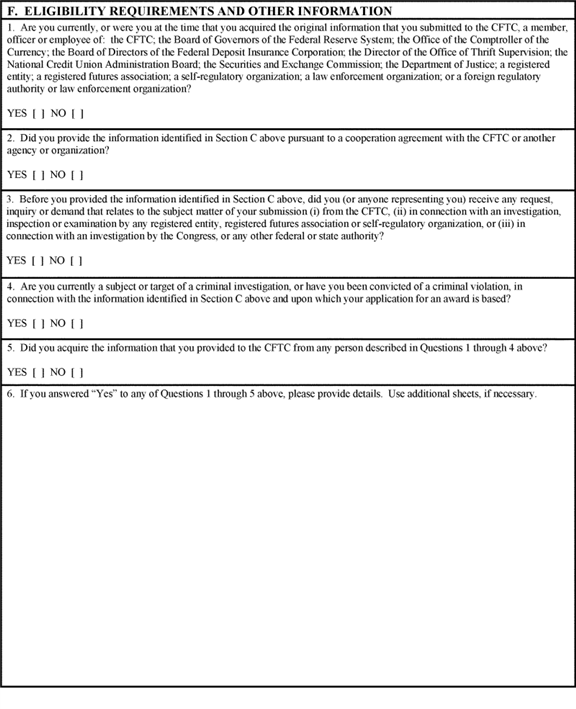 F. ELIGIBILITY REQUIREMENTS AND OTHER INFORMATION
1. Are you currently, or were you at the time that you acquired the original information that you submitted to the CFTC, a member,
officer or employee of: the CFTC; the Board of Governors of the Federal Reserve System; the Office of the Comptroller of the
Currency; the Board of Directors of the Federal Deposit Insurance Corporation; the Director of the Office of Thrift Supervision; the
National Credit Union Administration Board; the Securities and Exchange Commission; the Department of Justice; a registered
entity; a registered futures association; a self-regulatory organization; a law enforcement organization; or a foreign regulatory
authority or law enforcement organization?
YES [ ] NO [ ]
2. Did you provide the information identified in Section C above pursuant to a cooperation agreement with the CFTC or another
agency or organization?
YES [ ] NO [ ]
3. Before you provided the information identified in Section C above, did you (or anyone representing you) receive any request,
inquiry or demand that relates to the subject matter of your submission (i) from the CFTC, (ii) in connection with an investigation,
inspection or examination by any registered entity, registered futures association or self-regulatory organization, or (iii) in
connection with an investigation by the Congress, or any other federal or state authority?
YES [ ] NO [ ]
4. Are you currently a subject or target of a criminal investigation, or have you been convicted of a criminal violation, in
connection with the information identified in Section C above and upon which your application for an award is based?
YES [ ] NO [ ]
5. Did you acquire the information that you provided to the CFTC from any person described in Questions 1 through 4 above?
YES [ ] NO [ ]
6. If you answered “Yes” to any of Questions 1 through 5 above, please provide details. Use additional sheets, if necessary.